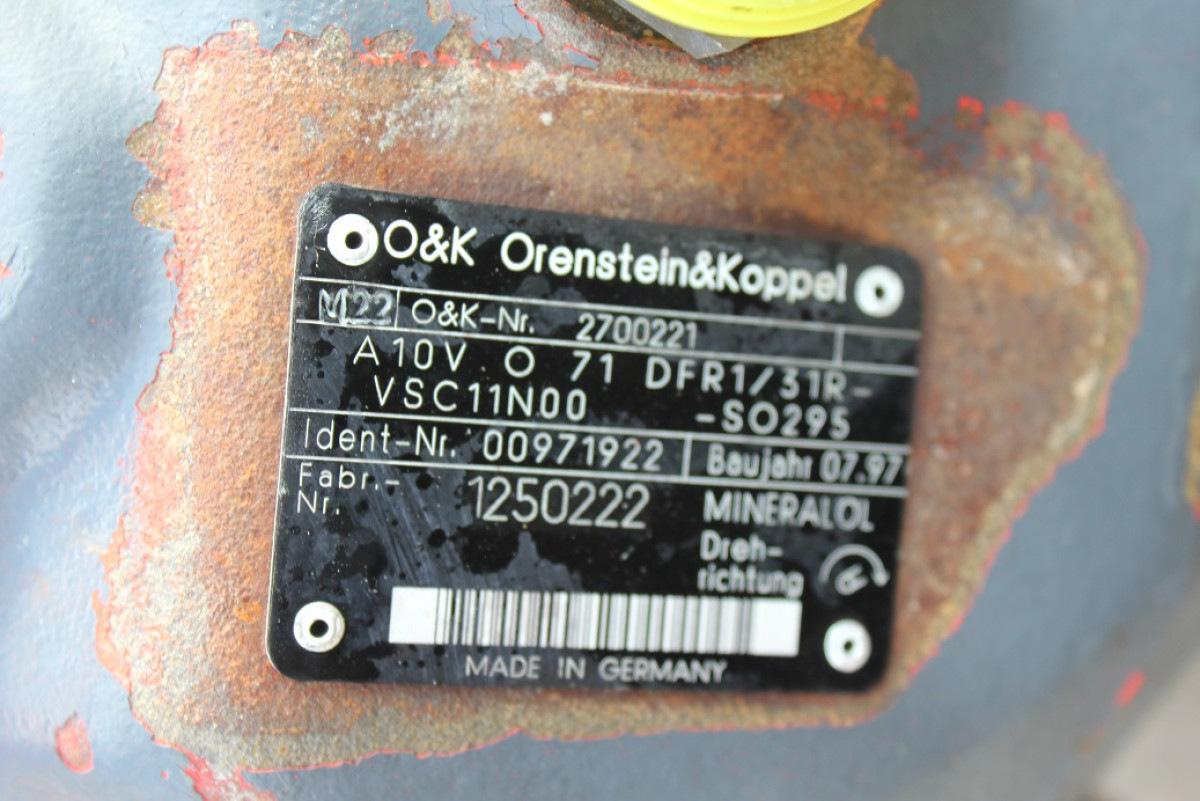 O&K Orenstein&Koppel
M22 O&K-Nr. 2700221
A10V O 71 DFR1/31R-
VSC11N00 -SO295
Ident-Nr. 00971922 Baujahr 07.97
Fabr.-
Nr. 1250222 MINERALÖL
Dreh-
richtung R
MADE IN GERMANY